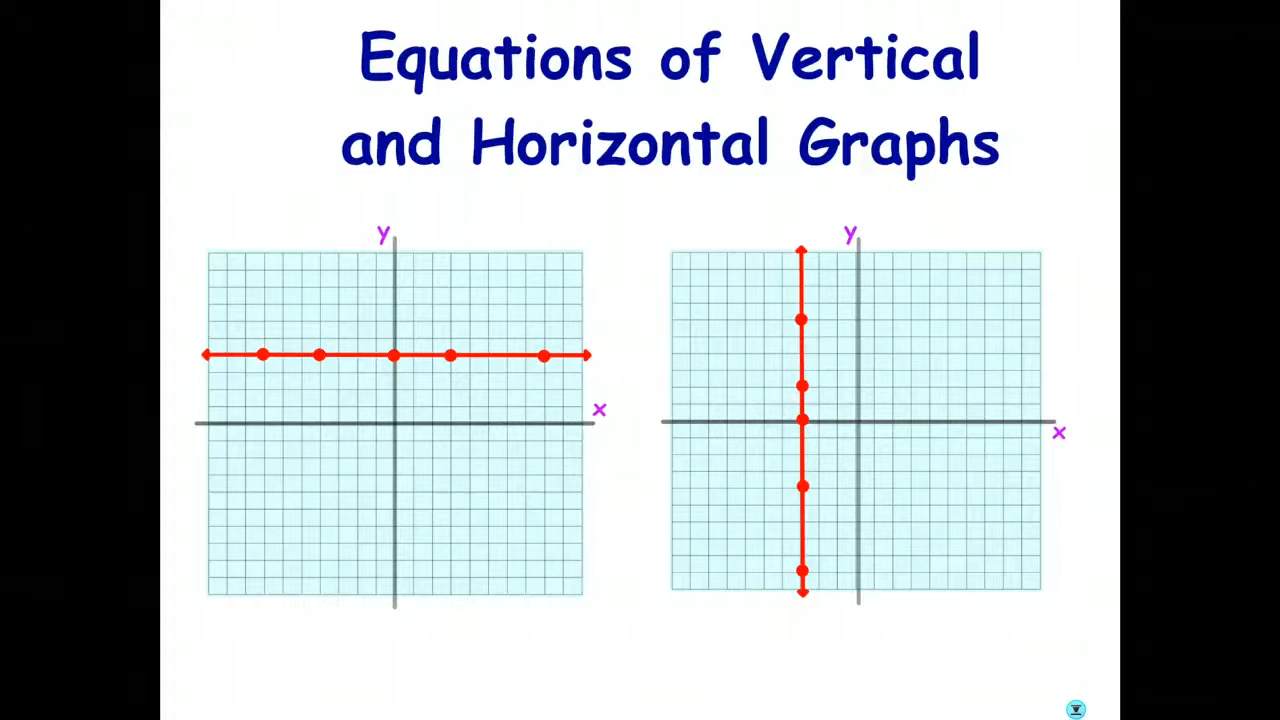 Equations of Vertical
and Horizontal Graphs
y
x
y
x